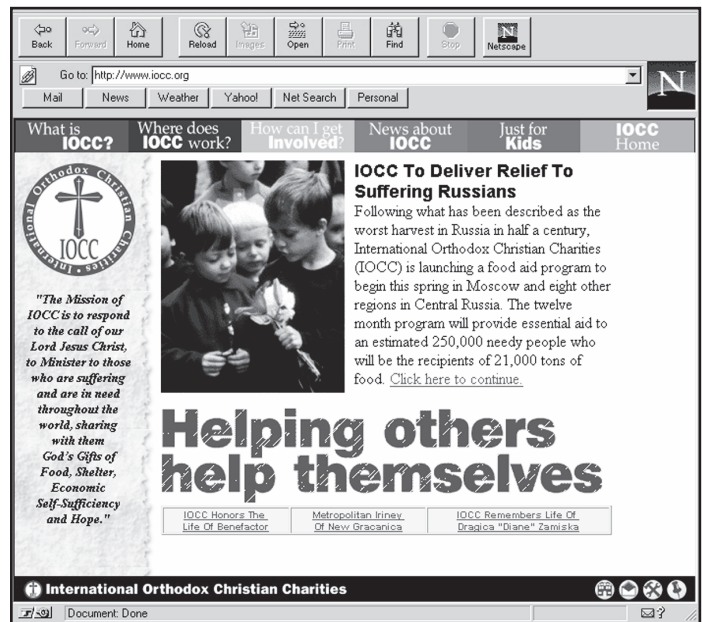 Back Forward Home Reload Images Open Print Find Stop Netscape
Go to: http://www.iocc.org
N
Mail News Weather Yahoo! Net Search Personal
What is IOCC?
Where does IOCC work?
How can I get Involved?
News about IOCC
Just for Kids
IOCC Home
International Orthodox Christian Charities
IOCC
"The Mission of
IOCC is to respond
to the call of our
Lord Jesus Christ,
to Minister to those
who are suffering
and are in need
throughout the
world, sharing
with them
God's Gifts of
Food, Shelter,
Economic
Self-Sufficiency
and Hope."
IOCC To Deliver Relief To
Suffering Russians
Following what has been described as the
worst harvest in Russia in half a century,
International Orthodox Christian Charities
(IOCC) is launching a food aid program to
begin this spring in Moscow and eight other
regions in Central Russia. The twelve
month program will provide essential aid to
an estimated 250,000 needy people who
will be the recipients of 21,000 tons of
food. Click here to continue.
Helping others
help themselves
IOCC Honors The
Life Of Benefactor
Metropolitan Iriney
Of New Gracanica
IOCC Remembers Life Of
Dragica "Diane" Zamiska
International Orthodox Christian Charities
Document: Done
?